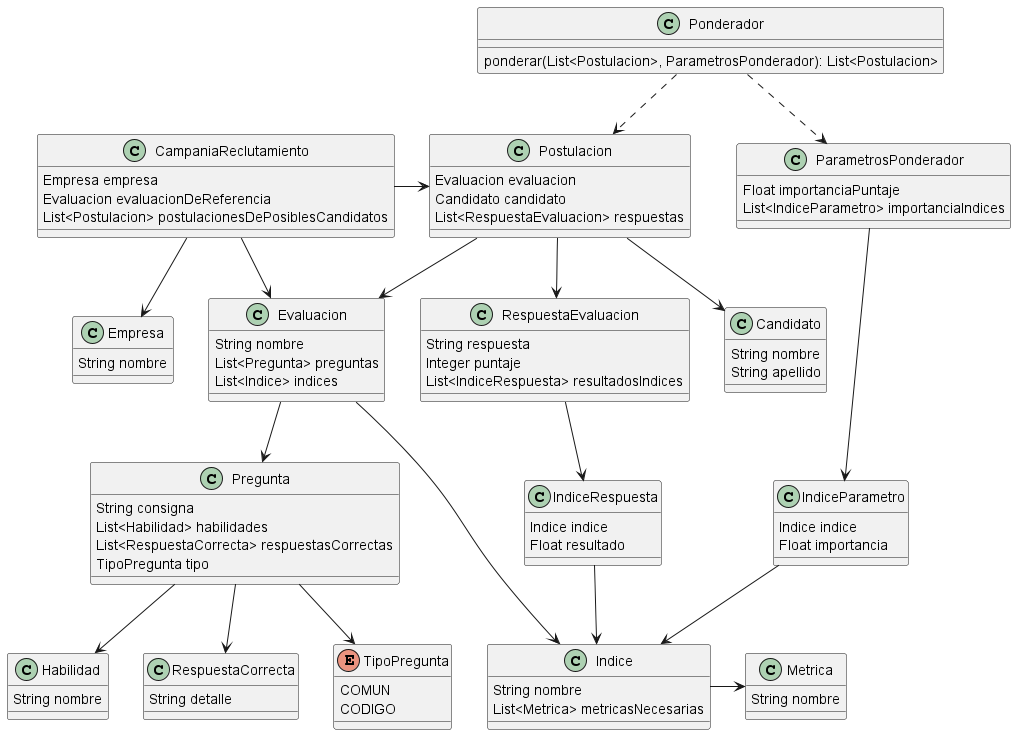 C Ponderador
ponderar(List<Postulacion>, ParametrosPonderador): List<Postulacion>
C CampaniaReclutamiento
Empresa empresa
Evaluacion evaluacionDeReferencia
List<Postulacion> postulacionesDePosiblesCandidatos
C Postulacion
Evaluacion evaluacion
Candidato candidato
List<RespuestaEvaluacion> respuestas
C ParametrosPonderador
Float importanciaPuntaje
List<IndiceParametro> importanciaIndices
C Empresa
String nombre
C Evaluacion
String nombre
List<Pregunta> preguntas
List<Indice> indices
C RespuestaEvaluacion
String respuesta
Integer puntaje
List<IndiceRespuesta> resultadosIndices
C Candidato
String nombre
String apellido
C Pregunta
String consigna
List<Habilidad> habilidades
List<RespuestaCorrecta> respuestasCorrectas
TipoPregunta tipo
C IndiceRespuesta
Indice indice
Float resultado
C IndiceParametro
Indice indice
Float importancia
C Habilidad
String nombre
C RespuestaCorrecta
String detalle
E TipoPregunta
COMUN
CODIGO
C Indice
String nombre
List<Metrica> metricasNecesarias
C Metrica
String nombre